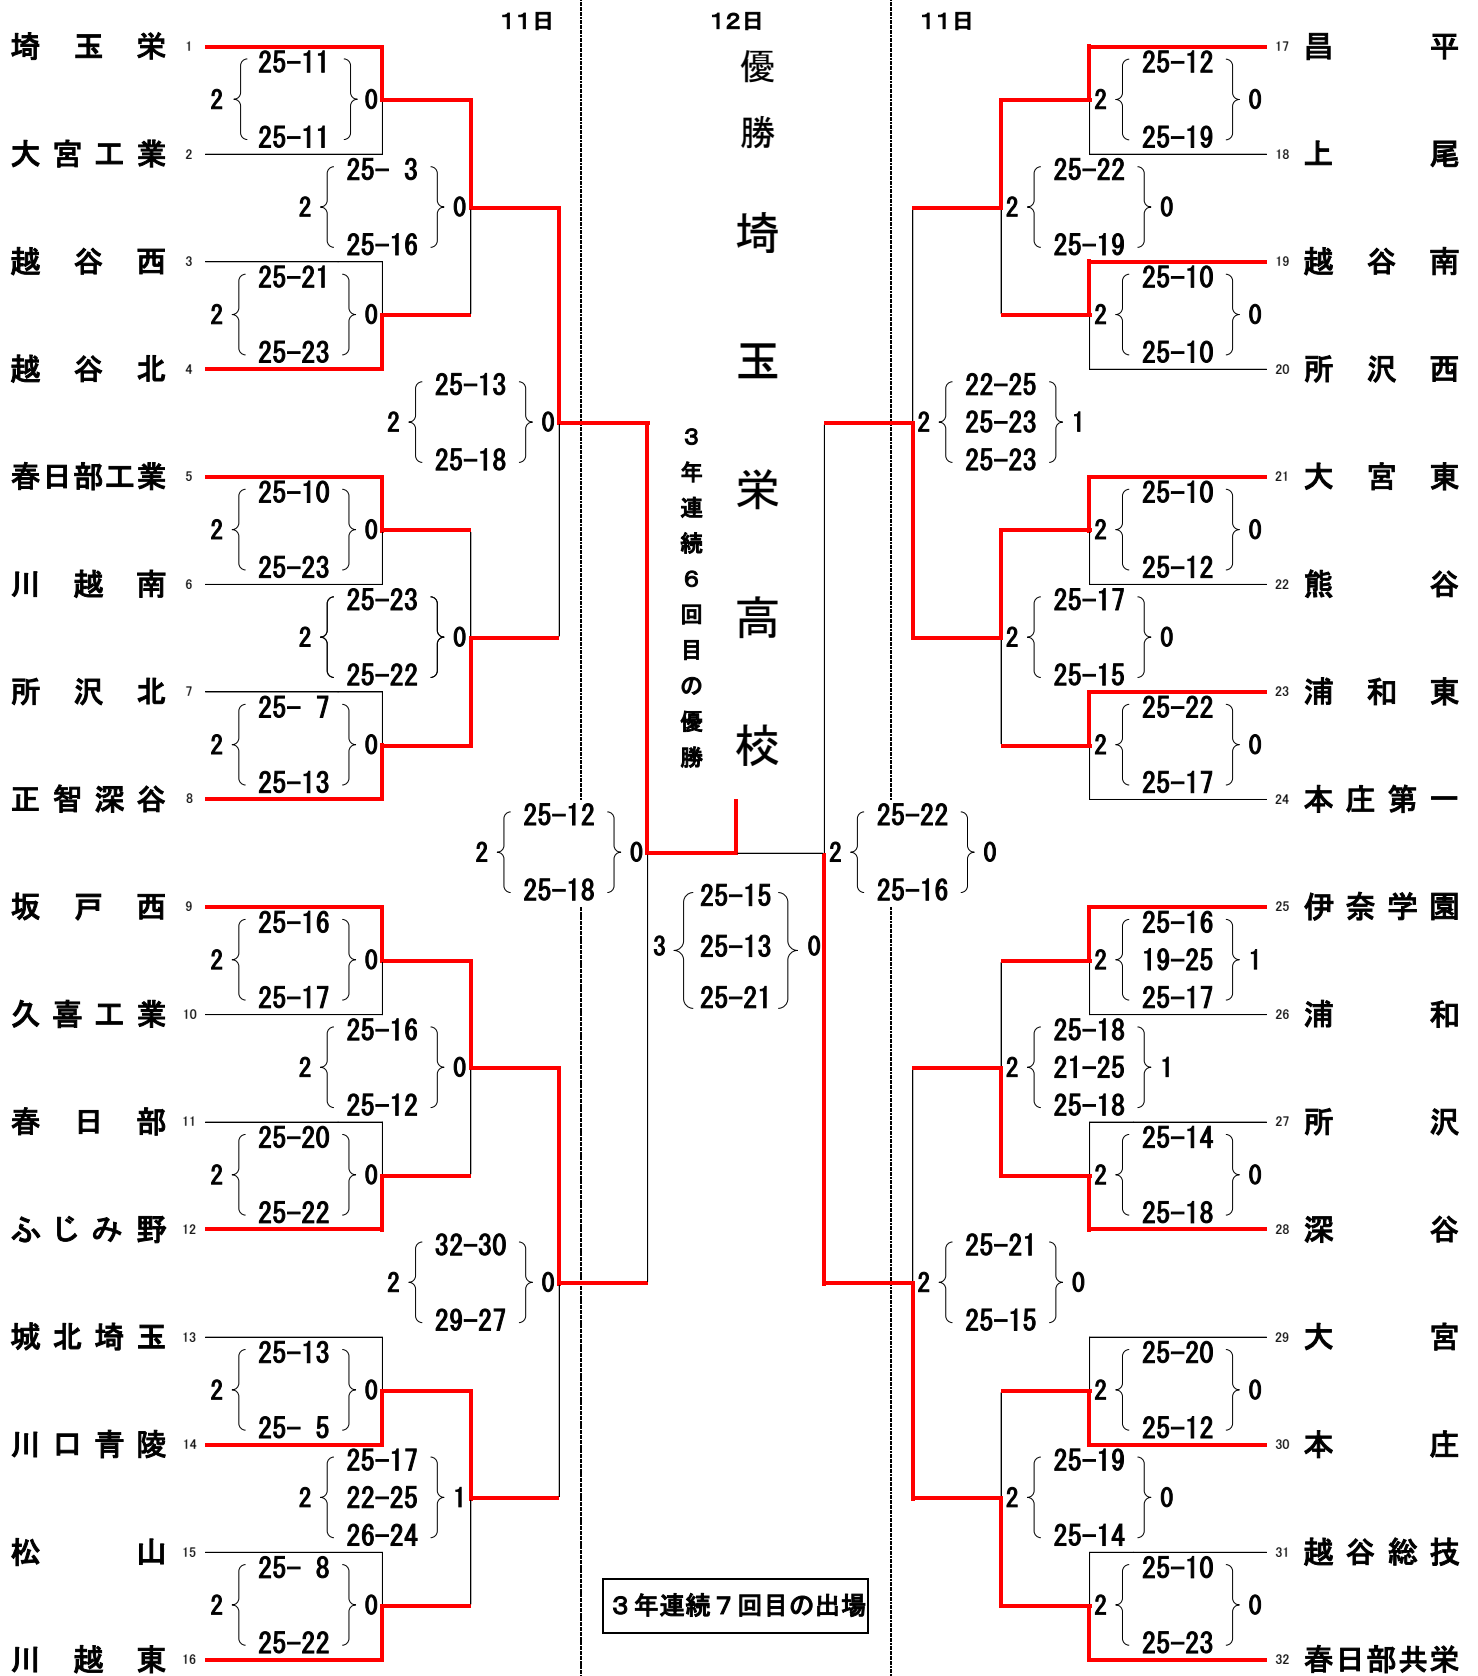 11日
12日
11日
優勝
埼玉栄高校
3年連続6回目の優勝
埼玉栄 1
25-11
2 0
25-11
大宮工業 2
25- 3
2 0
25-16
越谷西 3
25-21
2 0
25-23
越谷北 4
25-13
2 0
25-18
春日部工業 5
25-10
2 0
25-23
川越南 6
25-23
2 0
25-22
所沢北 7
25- 7
2 0
25-13
正智深谷 8
25-12
2 0
25-18
坂戸西 9
25-16
2 0
25-17
久喜工業 10
25-16
2 0
25-12
春日部 11
25-20
2 0
25-22
ふじみ野 12
32-30
2 0
29-27
城北埼玉 13
25-13
2 0
25- 5
川口青陵 14
25-17
2 22-25 1
26-24
松山 15
25- 8
2 0
25-22
川越東 16
25-15
3 25-13 0
25-21
17 昌平
25-12
2 0
25-19
18 上尾
25-22
2 0
25-19
19 越谷南
25-10
2 0
25-10
20 所沢西
22-25
2 25-23 1
25-23
21 大宮東
25-10
2 0
25-12
22 熊谷
25-17
2 0
25-15
23 浦和東
25-22
2 0
25-17
24 本庄第一
25-22
2 0
25-16
25 伊奈学園
25-16
2 19-25 1
25-17
26 浦和
25-18
2 21-25 1
25-18
27 所沢
25-14
2 0
25-18
28 深谷
25-21
2 0
25-15
29 大宮
25-20
2 0
25-12
30 本庄
25-19
2 0
25-14
31 越谷総技
25-10
2 0
25-23
32 春日部共栄
3年連続7回目の出場